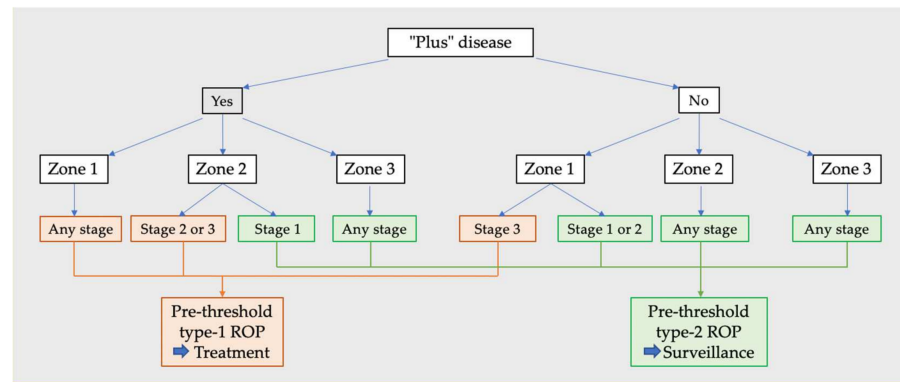 "Plus" disease
Yes
No
Zone 1
Zone 2
Zone 3
Zone 1
Zone 2
Zone 3
Any stage
Stage 2 or 3
Stage 1
Any stage
Stage 3
Stage 1 or 2
Any stage
Any stage
Pre-threshold
type-1 ROP
Treatment
Pre-threshold
type-2 ROP
Surveillance